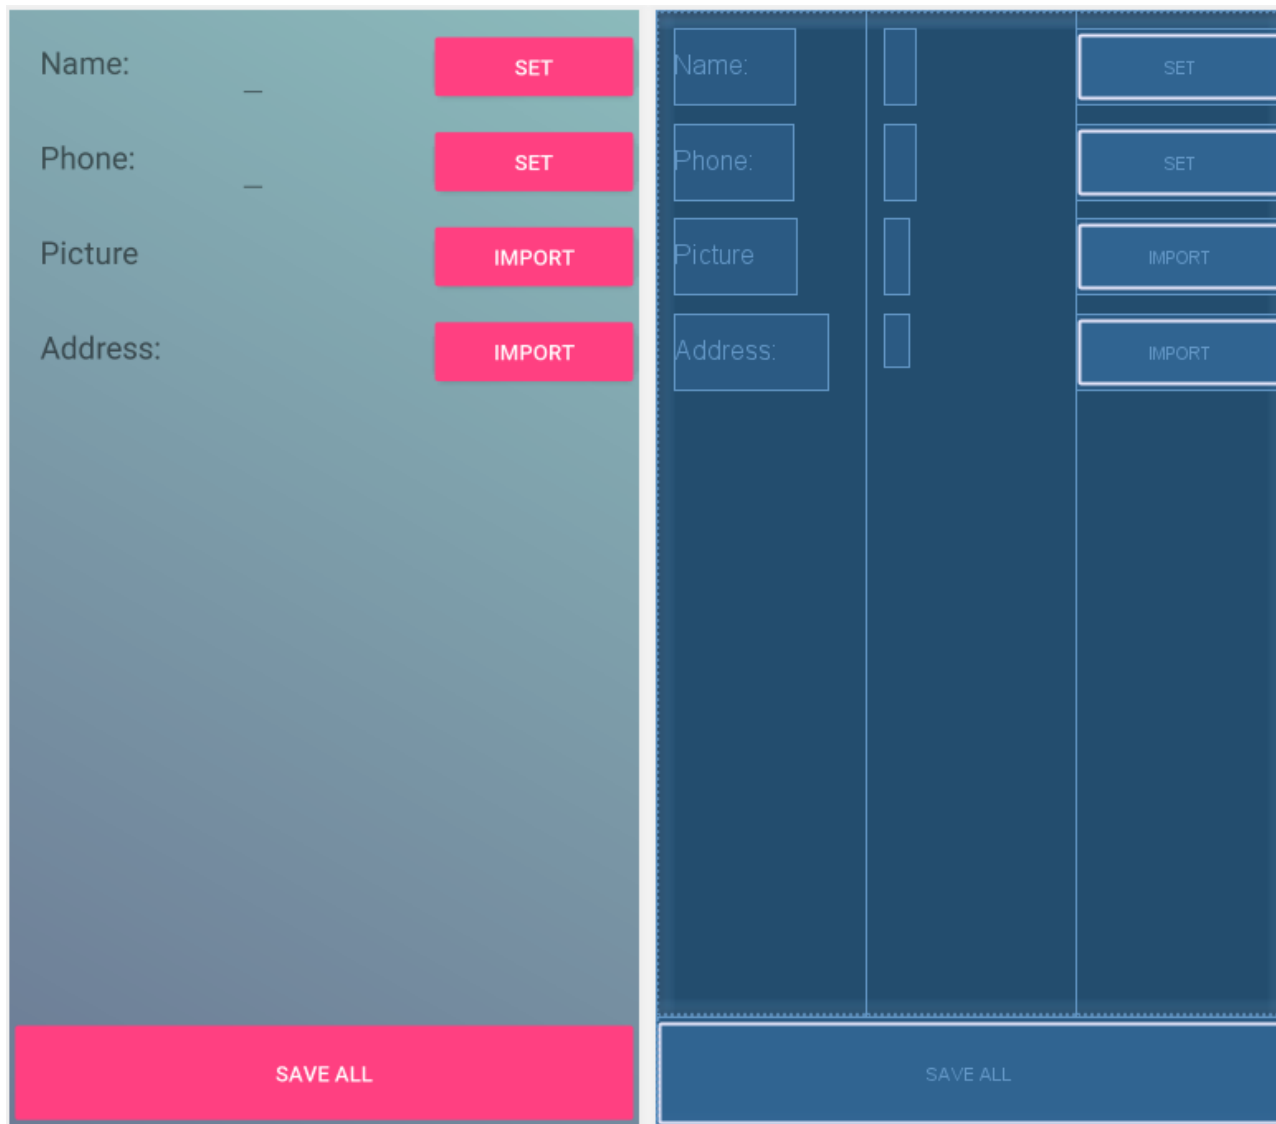 Name: SET
Phone: SET
Picture IMPORT
Address: IMPORT
SAVE ALL
Name: SET
Phone: SET
Picture IMPORT
Address: IMPORT
SAVE ALL